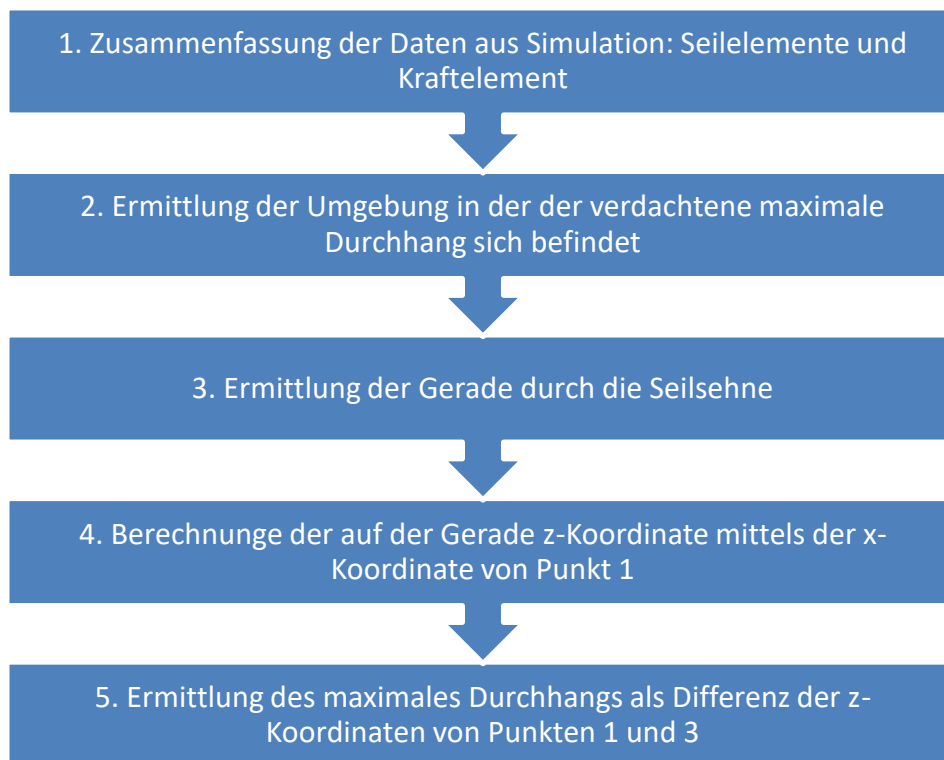 1. Zusammenfassung der Daten aus Simulation: Seilelemente und
Kraftelement
2. Ermittlung der Umgebung in der der verdachtene maximale
Durchhang sich befindet
3. Ermittlung der Gerade durch die Seilsehne
4. Berechnunge der auf der Gerade z-Koordinate mittels der x-
Koordinate von Punkt 1
5. Ermittlung des maximales Durchhangs als Differenz der z-
Koordinaten von Punkten 1 und 3